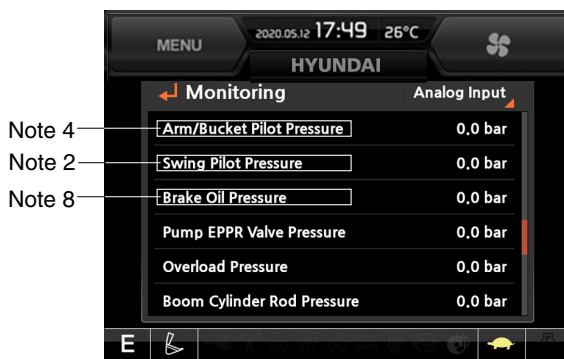 MENU
2020.05.12 17:49 26°C
HYUNDAI
Monitoring Analog Input
Note 4 Arm/Bucket Pilot Pressure 0.0 bar
Note 2 Swing Pilot Pressure 0.0 bar
Note 8 Brake Oil Pressure 0.0 bar
Pump EPPR Valve Pressure 0.0 bar
Overload Pressure 0.0 bar
Boom Cylinder Rod Pressure 0.0 bar
E